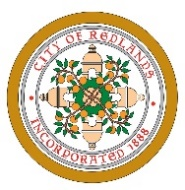 CITY OF REDLANDS
INCORPORATED 1888